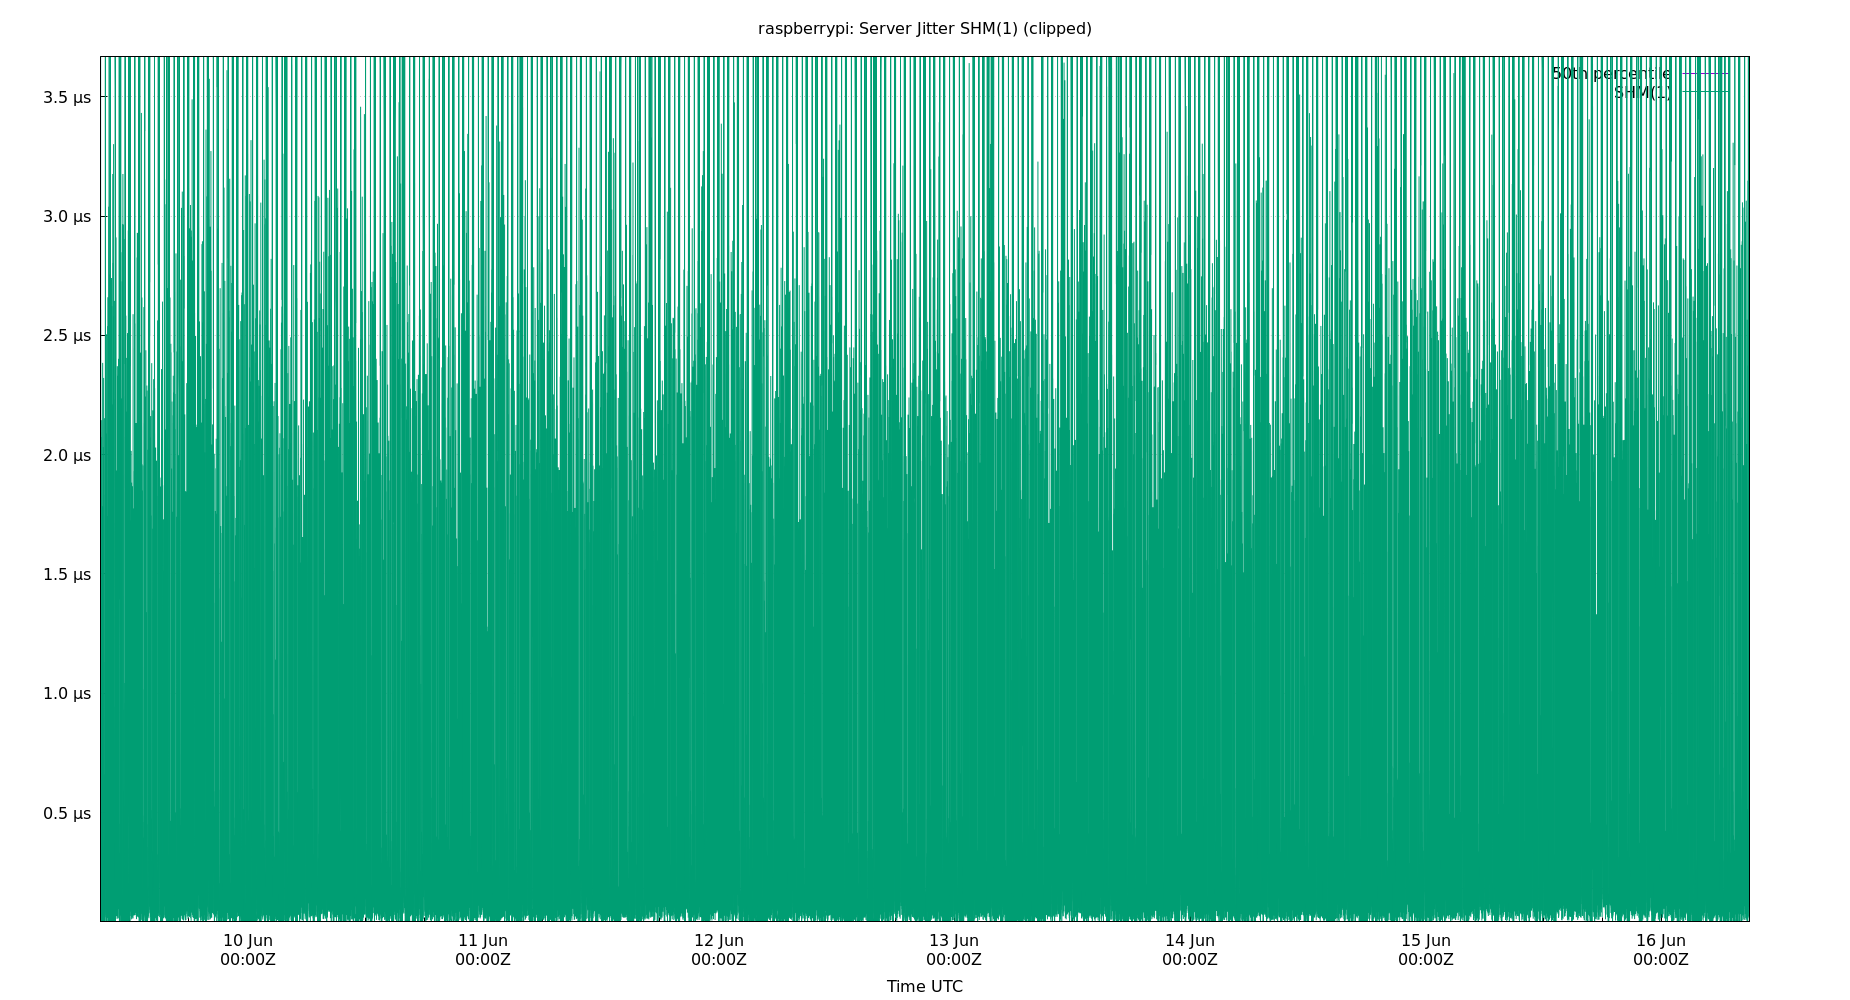 raspberrypi: Server Jitter SHM(1) (clipped)
50th percentile
SHM(1)
3.5 μs
3.0 μs
2.5 μs
2.0 μs
1.5 μs
1.0 μs
0.5 μs
10 Jun
00:00Z
11 Jun
00:00Z
12 Jun
00:00Z
13 Jun
00:00Z
14 Jun
00:00Z
15 Jun
00:00Z
16 Jun
00:00Z
Time UTC